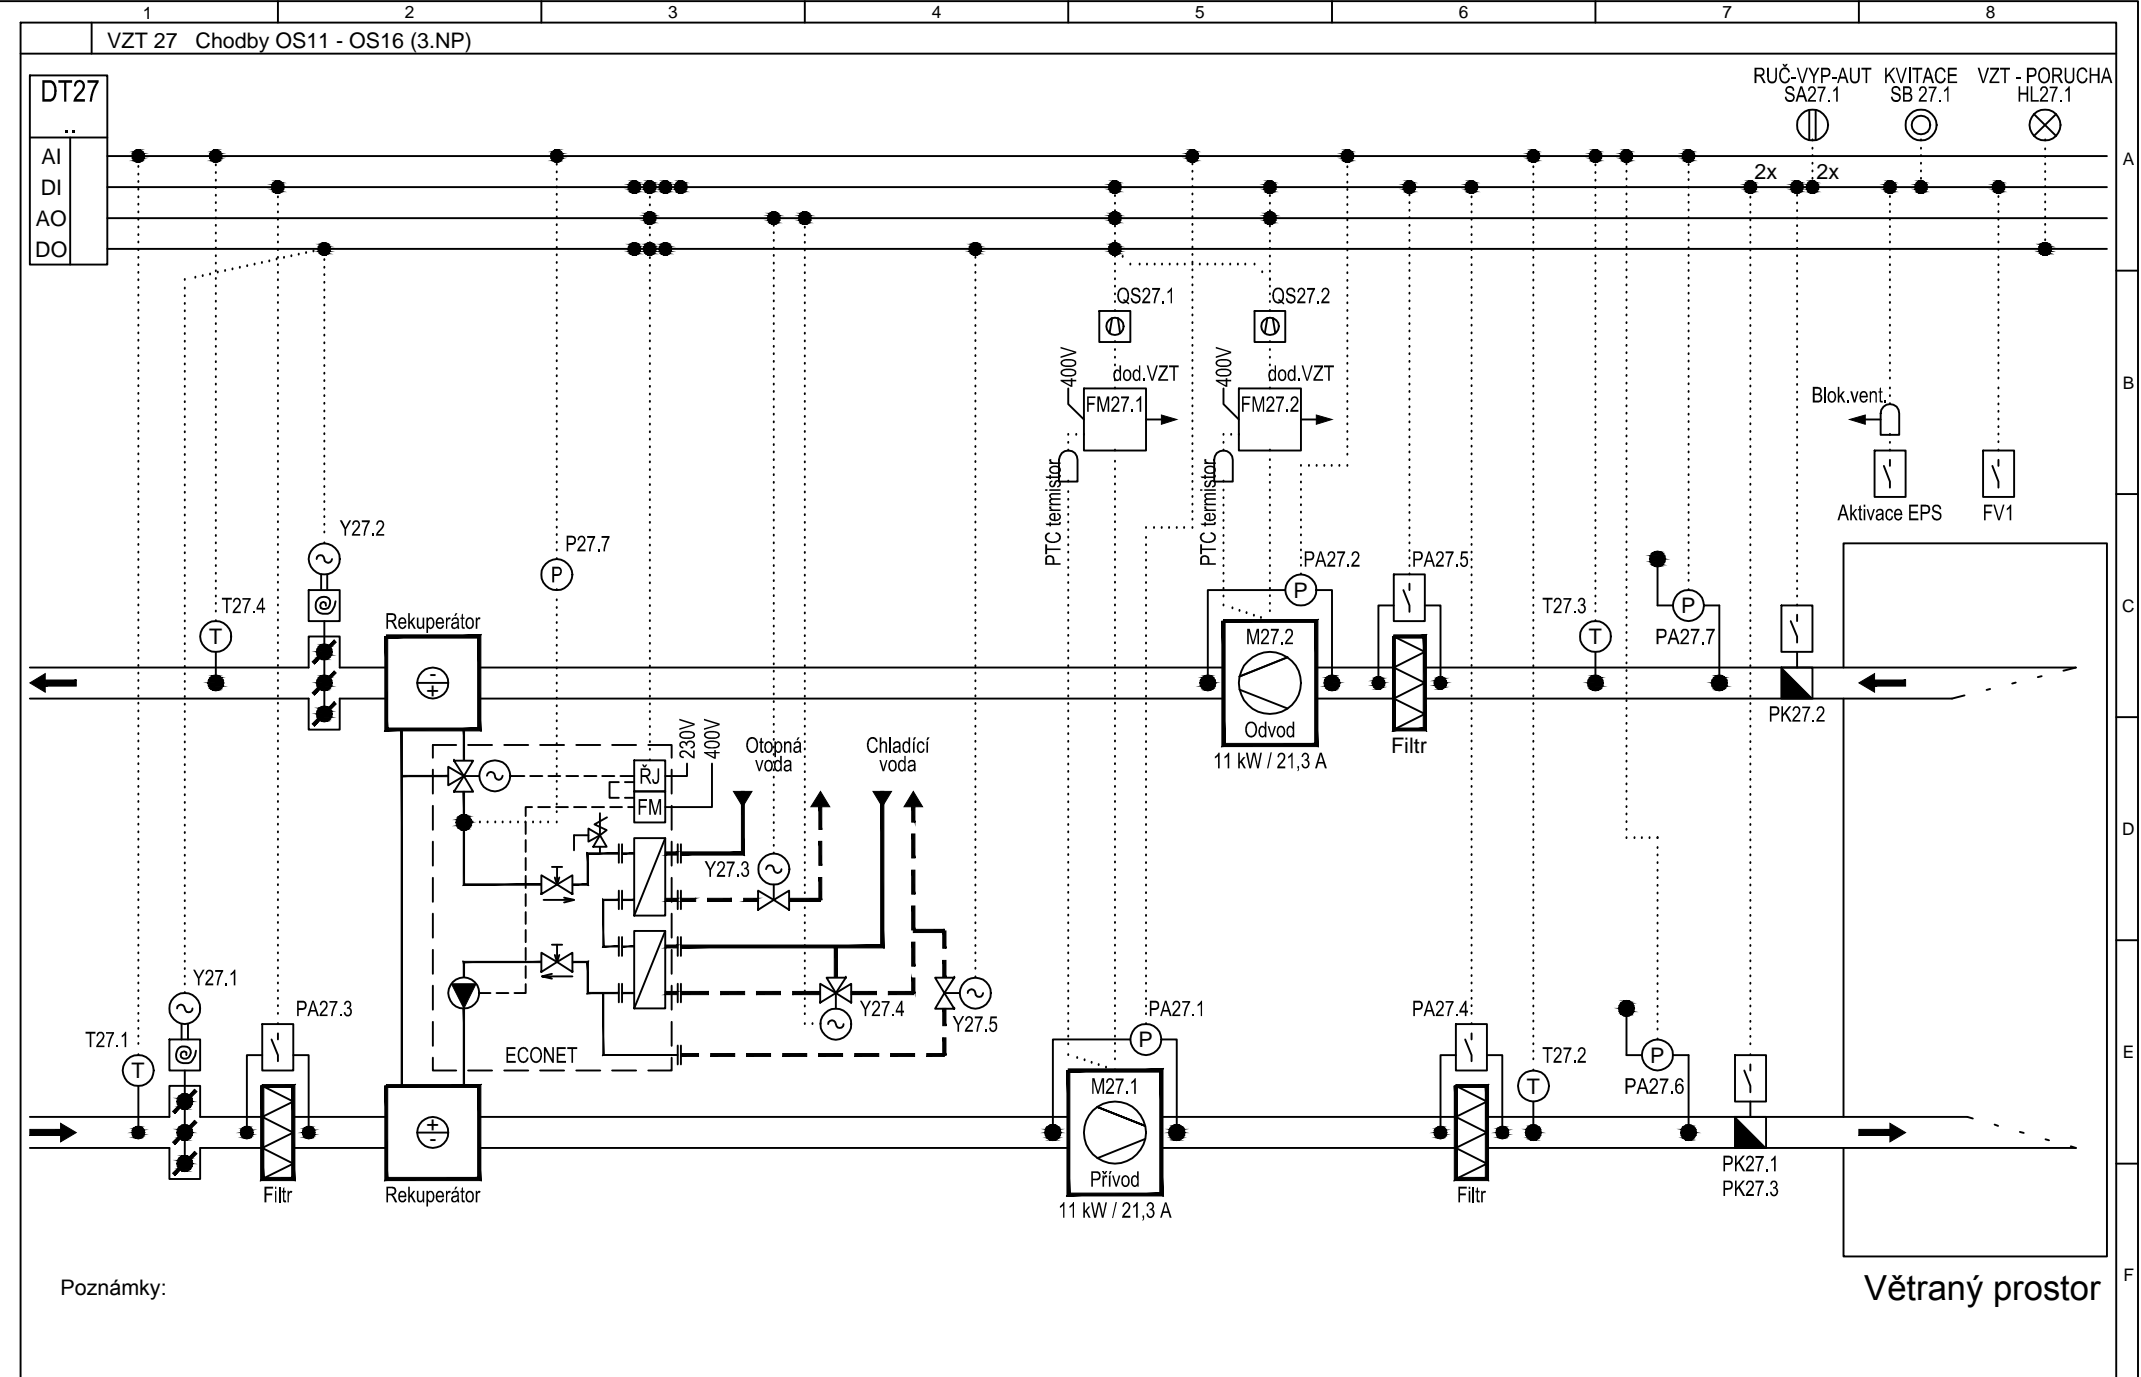 1 2 3 4 5 6 7 8
VZT 27 Chodby OS11 - OS16 (3.NP)
DT27
..
RUČ-VYP-AUT KVITACE VZT - PORUCHA
SA27.1 SB 27.1 HL27.1
AI
A
DI
2x 2x
AO
DO
QS27.1 QS27.2
400V dod.VZT 400V dod.VZT
B
FM27.1 FM27.2
Blok.vent.
PTC termistor PTC termistor
Aktivace EPS FV1
Y27.2
P27.7
P
PA27.2 PA27.5
P
T27.4 T27.3
C
Rekuperátor
T
M27.2
T
P
PA27.7
-
+
PK27.2
Odvod
Filtr
11 kW / 21,3 A
230V 400V
Otopná
voda
Chladící
voda
ŘJ
FM
D
T
Y27.3
T
Y27.1
PA27.3
Y27.4
Y27.5
PA27.1
PA27.4
T27.1
ECONET
P
T27.2
P
E
T
M27.1
T
PA27.6
+
-
Přívod
PK27.1
PK27.3
Filtr
Rekuperátor
Filtr
11 kW / 21,3 A
Poznámky:
Větraný prostor
F